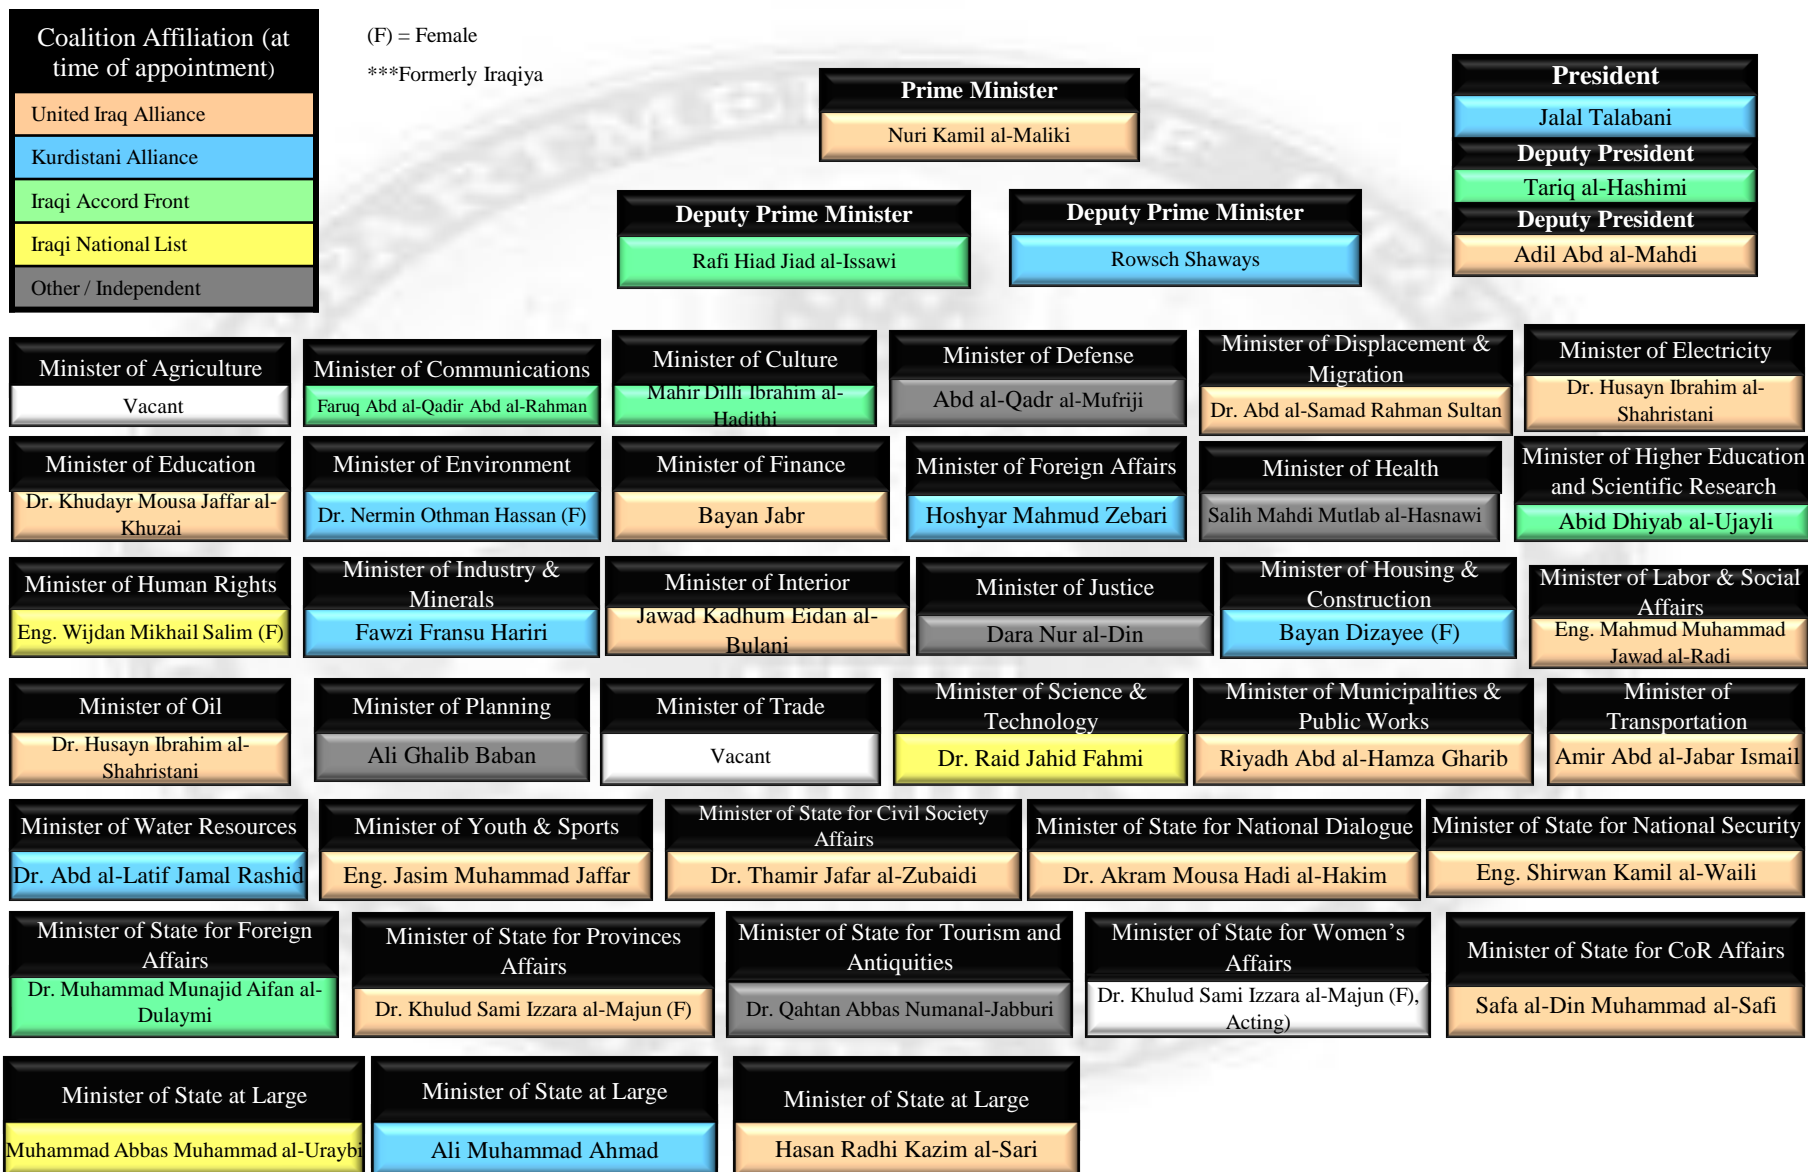 Coalition Affiliation (at
time of appointment)
United Iraq Alliance
Kurdistani Alliance
Iraqi Accord Front
Iraqi National List
Other / Independent
(F) = Female
***Formerly Iraqiya
Prime Minister
Nuri Kamil al-Maliki
President
Jalal Talabani
Deputy President
Tariq al-Hashimi
Deputy President
Adil Abd al-Mahdi
Deputy Prime Minister
Rafi Hiad Jiad al-Issawi
Deputy Prime Minister
Rowsch Shaways
Minister of Agriculture
Vacant
Minister of Communications
Faruq Abd al-Qadir Abd al-Rahman
Minister of Culture
Mahir Dilli Ibrahim al-
Hadithi
Minister of Defense
Abd al-Qadr al-Mufriji
Minister of Displacement &
Migration
Dr. Abd al-Samad Rahman Sultan
Minister of Electricity
Dr. Husayn Ibrahim al-
Shahristani
Minister of Education
Dr. Khudayr Mousa Jaffar al-
Khuzai
Minister of Environment
Dr. Nermin Othman Hassan (F)
Minister of Finance
Bayan Jabr
Minister of Foreign Affairs
Hoshyar Mahmud Zebari
Minister of Health
Salih Mahdi Mutlab al-Hasnawi
Minister of Higher Education
and Scientific Research
Abid Dhiyab al-Ujayli
Minister of Human Rights
Eng. Wijdan Mikhail Salim (F)
Minister of Industry &
Minerals
Fawzi Fransu Hariri
Minister of Interior
Jawad Kadhum Eidan al-
Bulani
Minister of Justice
Dara Nur al-Din
Minister of Housing &
Construction
Bayan Dizayee (F)
Minister of Labor & Social
Affairs
Eng. Mahmud Muhammad
Jawad al-Radi
Minister of Oil
Dr. Husayn Ibrahim al-
Shahristani
Minister of Planning
Ali Ghalib Baban
Minister of Trade
Vacant
Minister of Science &
Technology
Dr. Raid Jahid Fahmi
Minister of Municipalities &
Public Works
Riyadh Abd al-Hamza Gharib
Minister of
Transportation
Amir Abd al-Jabar Ismail
Minister of Water Resources
Dr. Abd al-Latif Jamal Rashid
Minister of Youth & Sports
Eng. Jasim Muhammad Jaffar
Minister of State for Civil Society
Affairs
Dr. Thamir Jafar al-Zubaidi
Minister of State for National Dialogue
Dr. Akram Mousa Hadi al-Hakim
Minister of State for National Security
Eng. Shirwan Kamil al-Waili
Minister of State for Foreign
Affairs
Dr. Muhammad Munajid Aifan al-
Dulaymi
Minister of State for Provinces
Affairs
Dr. Khulud Sami Izzara al-Majun (F)
Minister of State for Tourism and
Antiquities
Dr. Qahtan Abbas Numanal-Jabburi
Minister of State for Women's
Affairs
Dr. Khulud Sami Izzara al-Majun (F),
Acting)
Minister of State for CoR Affairs
Safa al-Din Muhammad al-Safi
Minister of State at Large
Muhammad Abbas Muhammad al-Uraybi
Minister of State at Large
Ali Muhammad Ahmad
Minister of State at Large
Hasan Radhi Kazim al-Sari